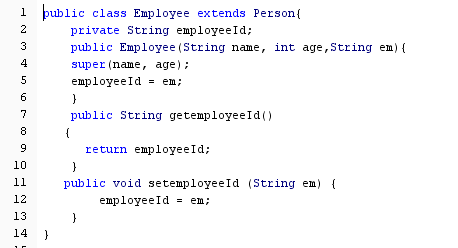 1 public class Employee extends Person{
2 private String employeeId;
3 public Employee(String name, int age,String em){
4 super(name, age);
5 employeeId = em;
6 }
7 public String getemployeeId()
8 {
9 return employeeId;
10 }
11 public void setemployeeId (String em) {
12 employeeId = em;
13 }
14 }